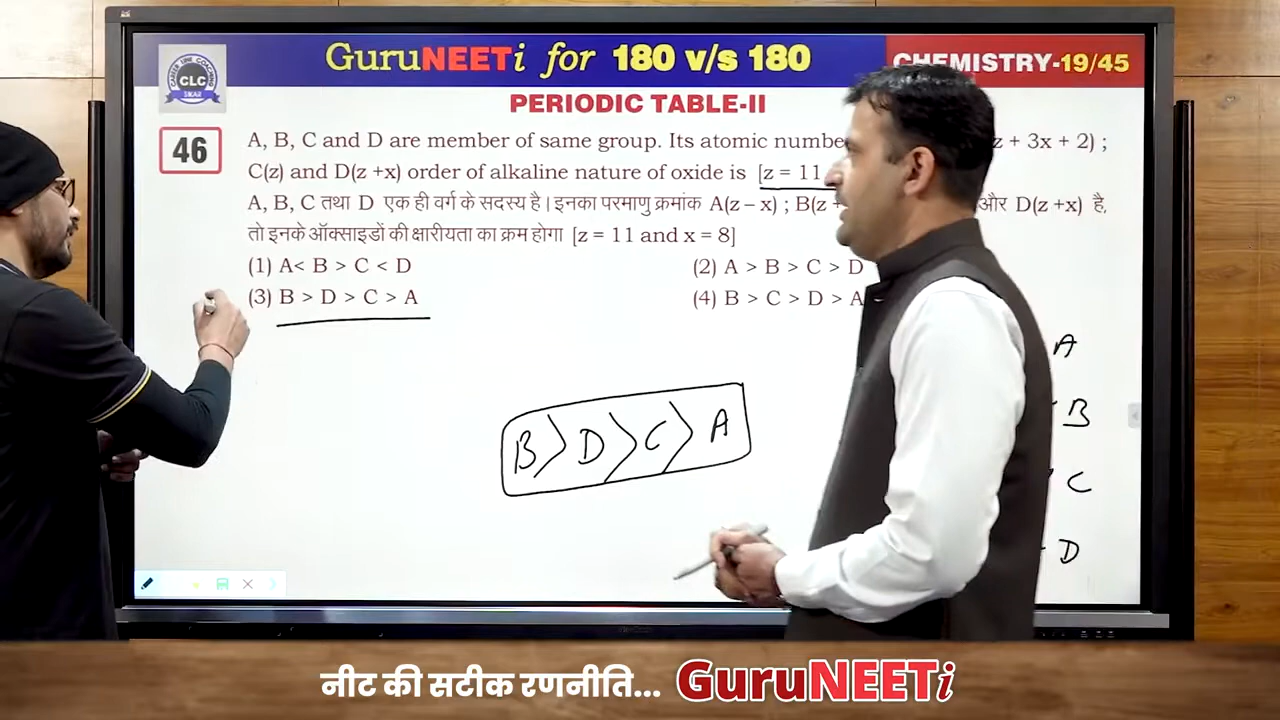 GuruNEETi for 180 v/s 180
CHEMISTRY-19/45
CLC
SIKAR
PERIODIC TABLE-II
46
A, B, C and D are member of same group. Its atomic numbe z + 3x + 2) ;
C(z) and D(z +x) order of alkaline nature of oxide is [z = 11
A, B, C तथा D एक ही वर्ग के सदस्य है। इनका परमाणु क्रमांक A(z – x) ; B(z + और D(z +x) है,
तो इनके ऑक्साइडों की क्षारीयता का क्रम होगा [z = 11 and x = 8]
(1) A< B > C < D
(2) A > B > C > D
(3) B > D > C > A
(4) B > C > D > A
A
B
B > D > C > A
C
D
नीट की सटीक रणनीति... GuruNEETi